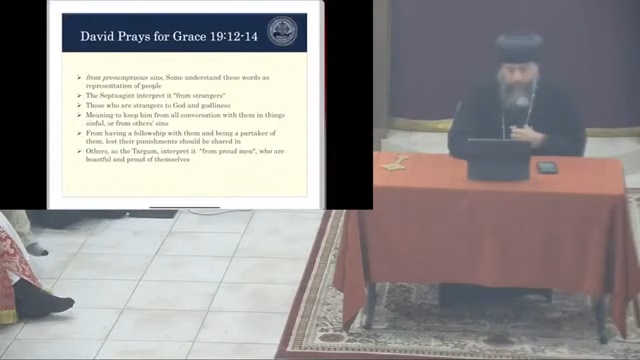 David Prays for Grace 19:12-14
from presumptuous sins, Some understand these words as
representation of people
The Septuagint interpret it "from strangers"
Those who are strangers to God and godliness
Meaning to keep him from all conversation with them in things
sinful, or from others' sins
From having a fellowship with them and being a partaker of
them, lest their punishments should be shared in
Others, as the Targum, interpret it "from proud men", who are
boastful and proud of themselves